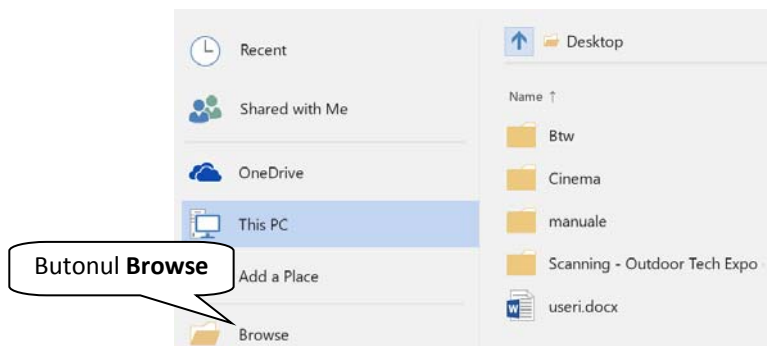 Recent
Shared with Me
OneDrive
This PC
Add a Place
Browse
Butonul Browse
Desktop
Name ↑
Btw
Cinema
manuale
Scanning - Outdoor Tech Expo
useri.docx